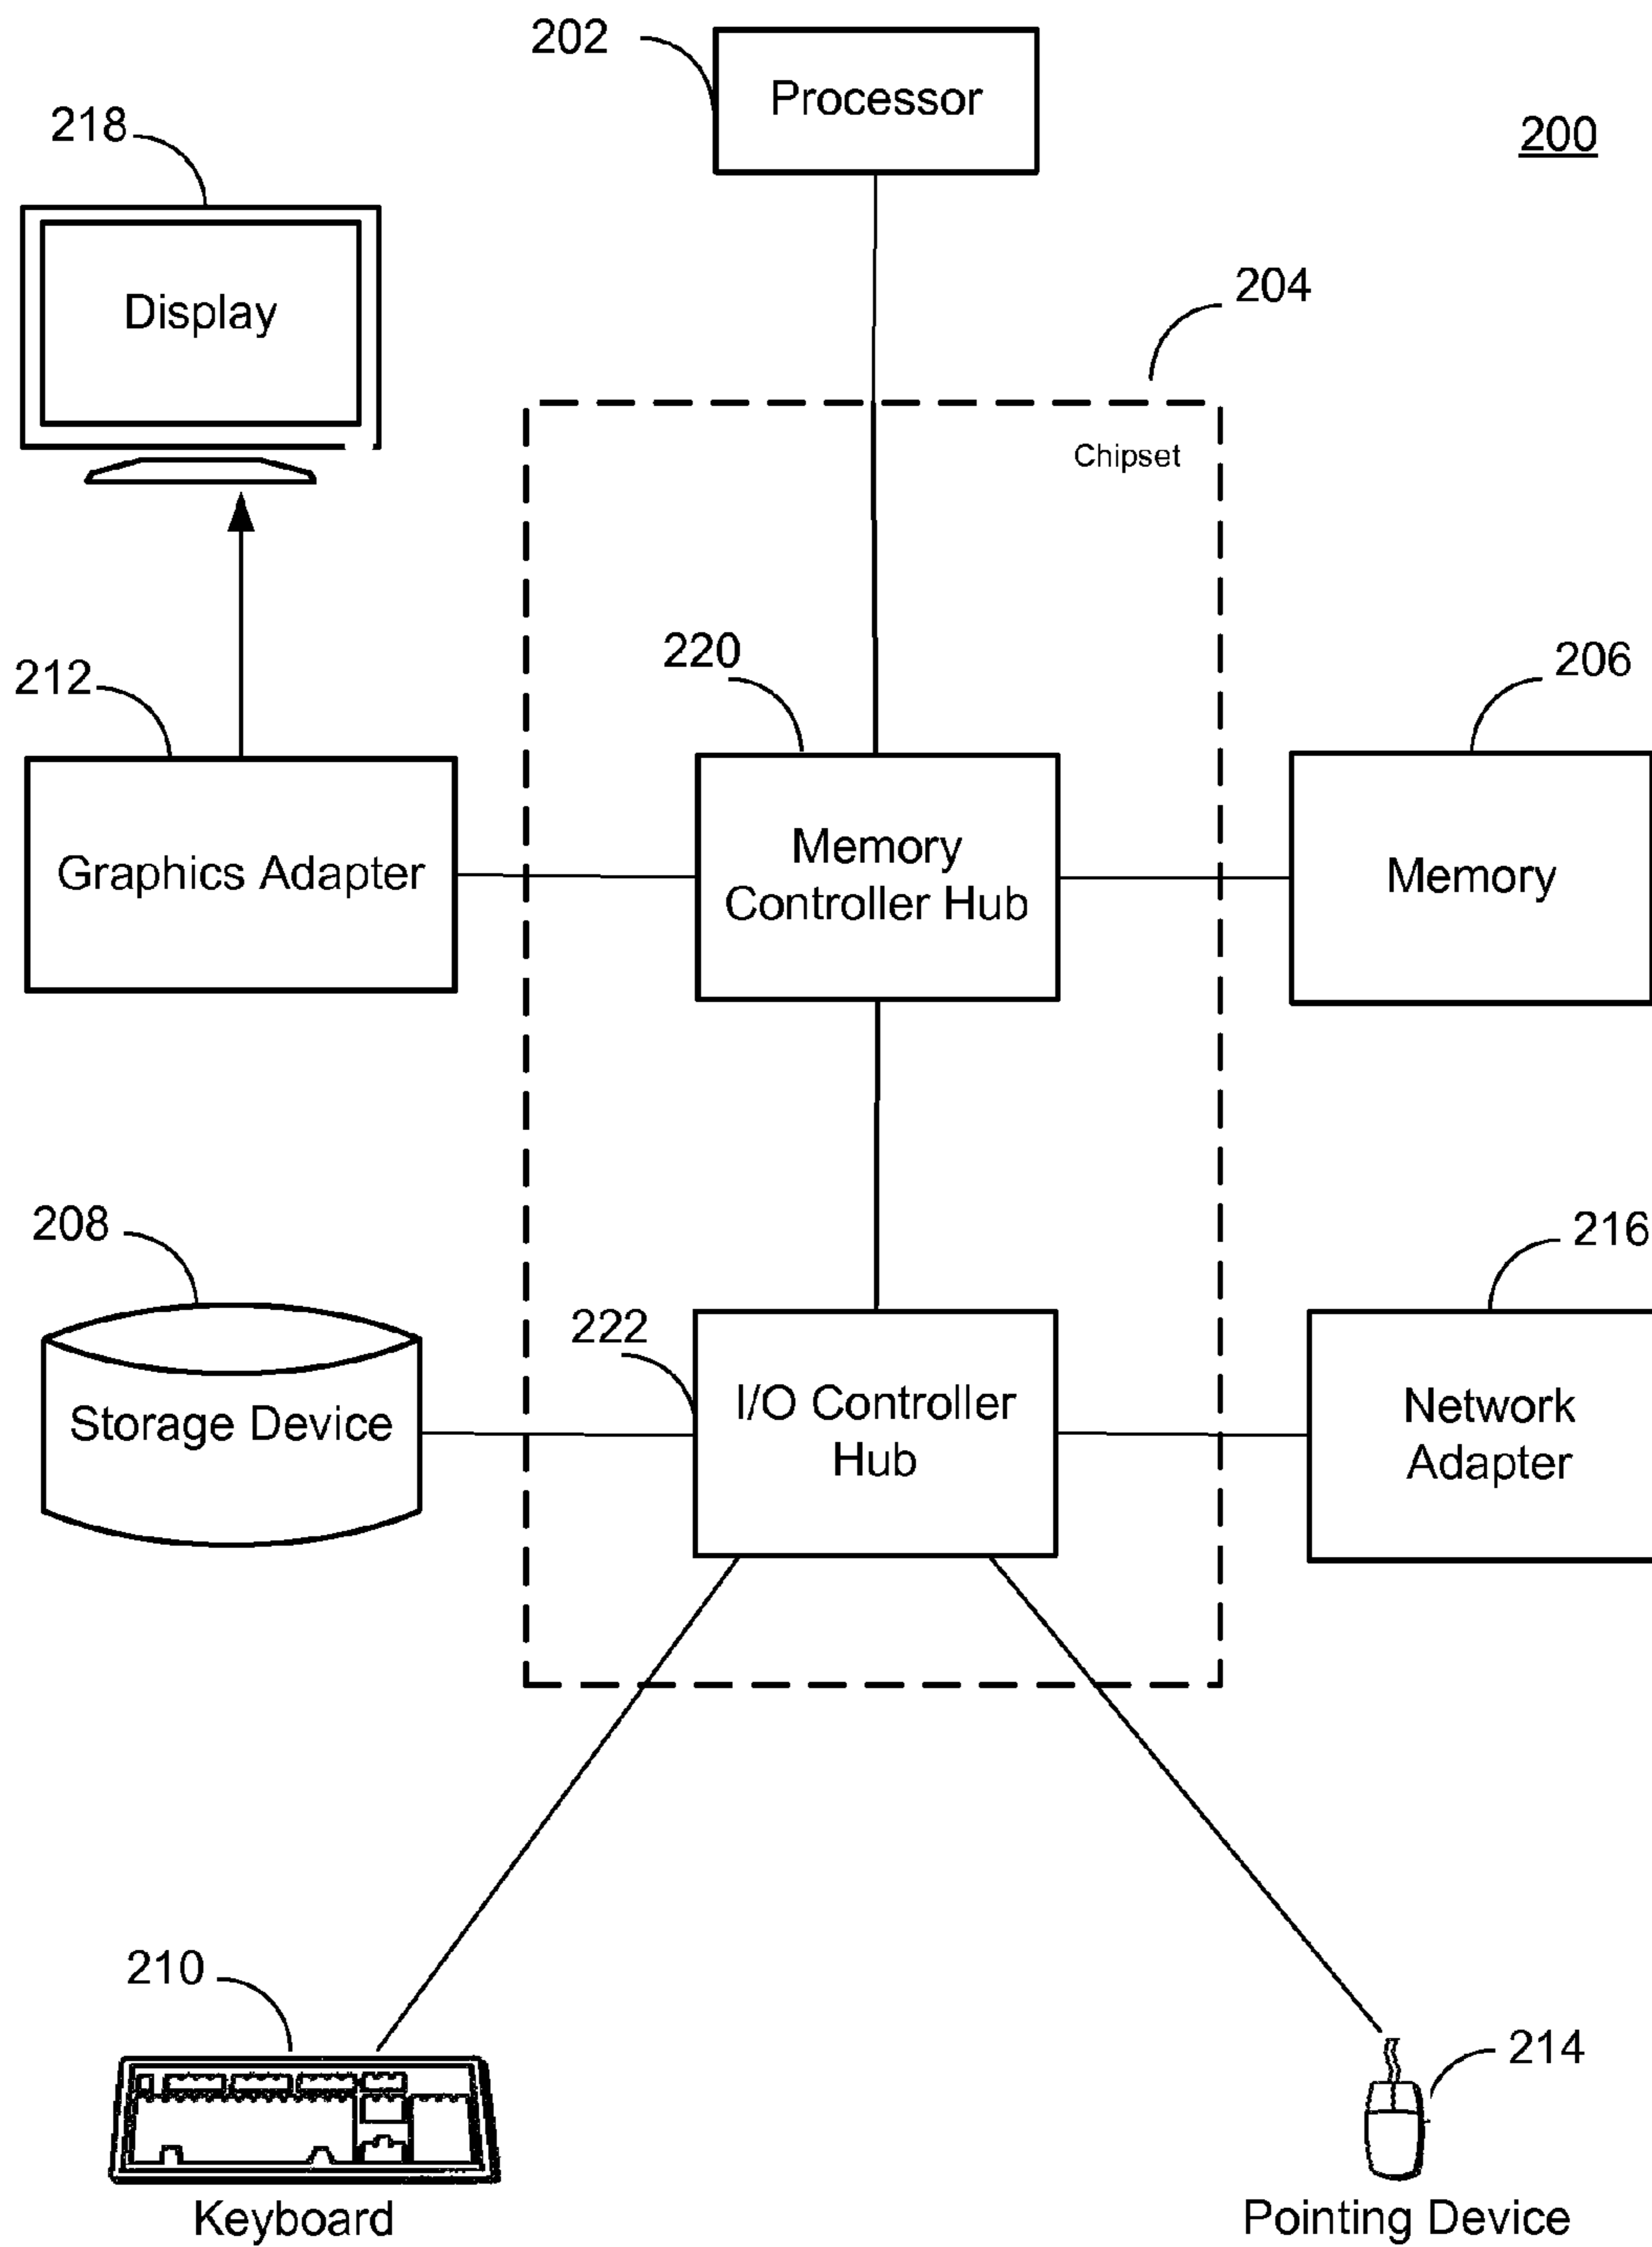 202
Processor
200
218
Display
204
Chipset
220
206
212
Memory
Controller Hub
Graphics Adapter
Memory
208
216
222
I/O Controller
Hub
Storage Device
Network
Adapter
210
214
Keyboard
Pointing Device